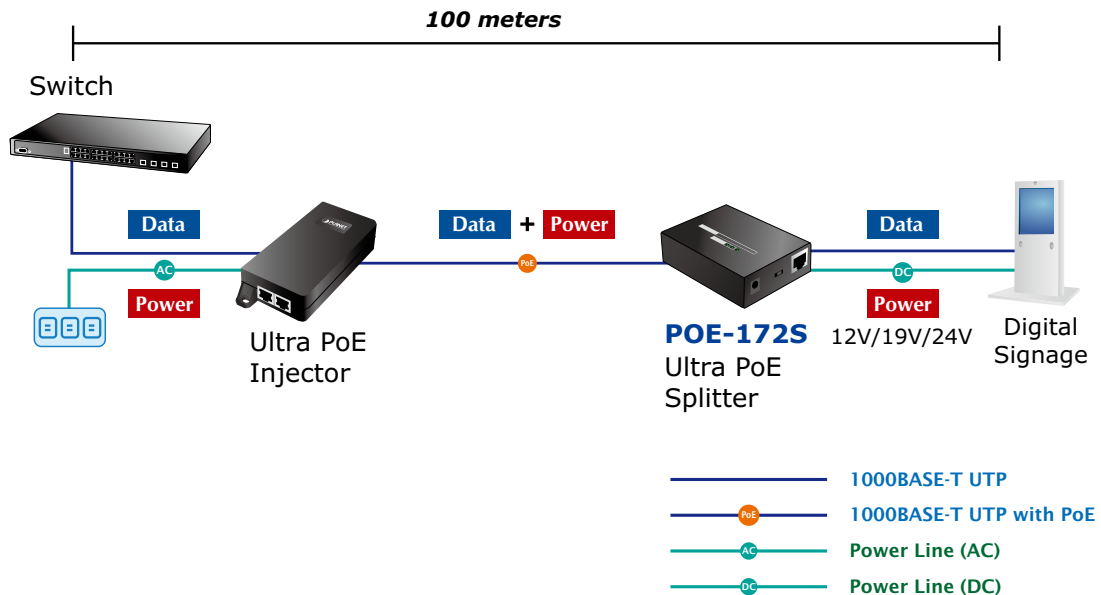 100 meters
Switch
Data
Data + Power
Data
AC
PoE
DC
Power
Power
PLANET
12V/19V/24V
Ultra PoE
Injector
POE-172S
Ultra PoE
Splitter
Digital
Signage
1000BASE-T UTP
PoE 1000BASE-T UTP with PoE
AC Power Line (AC)
DC Power Line (DC)